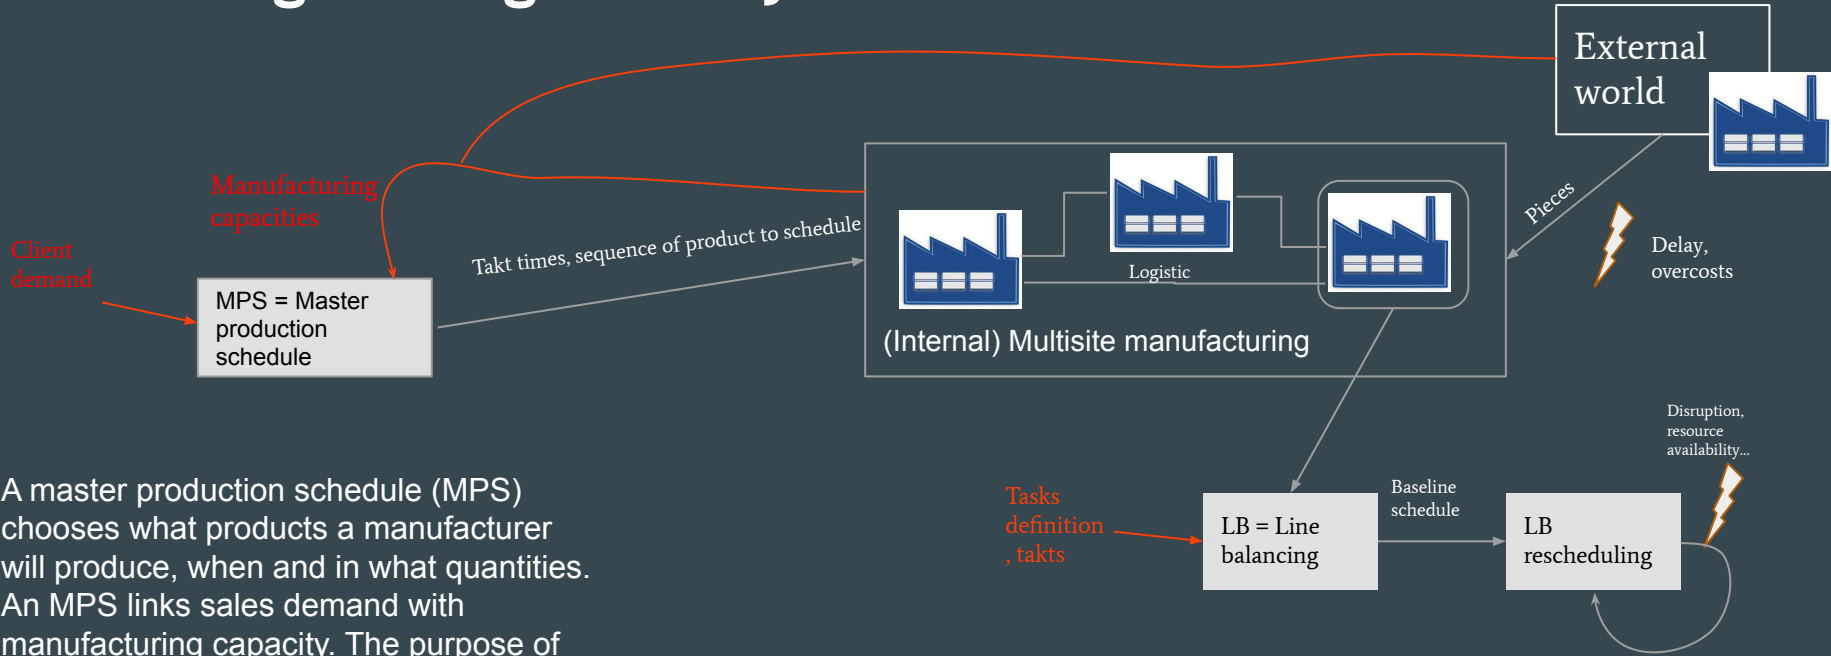 External
world
Manufacturing
capacities
Client
demand
MPS = Master
production
schedule
Takt times, sequence of product to schedule
Logistic
(Internal) Multisite manufacturing
Pieces
Delay,
overcosts
Disruption,
resource
availability...
Tasks
definition
, takts
LB = Line
balancing
Baseline
schedule
LB
rescheduling
A master production schedule (MPS)
chooses what products a manufacturer
will produce, when and in what quantities.
An MPS links sales demand with
manufacturing capacity. The purpose of